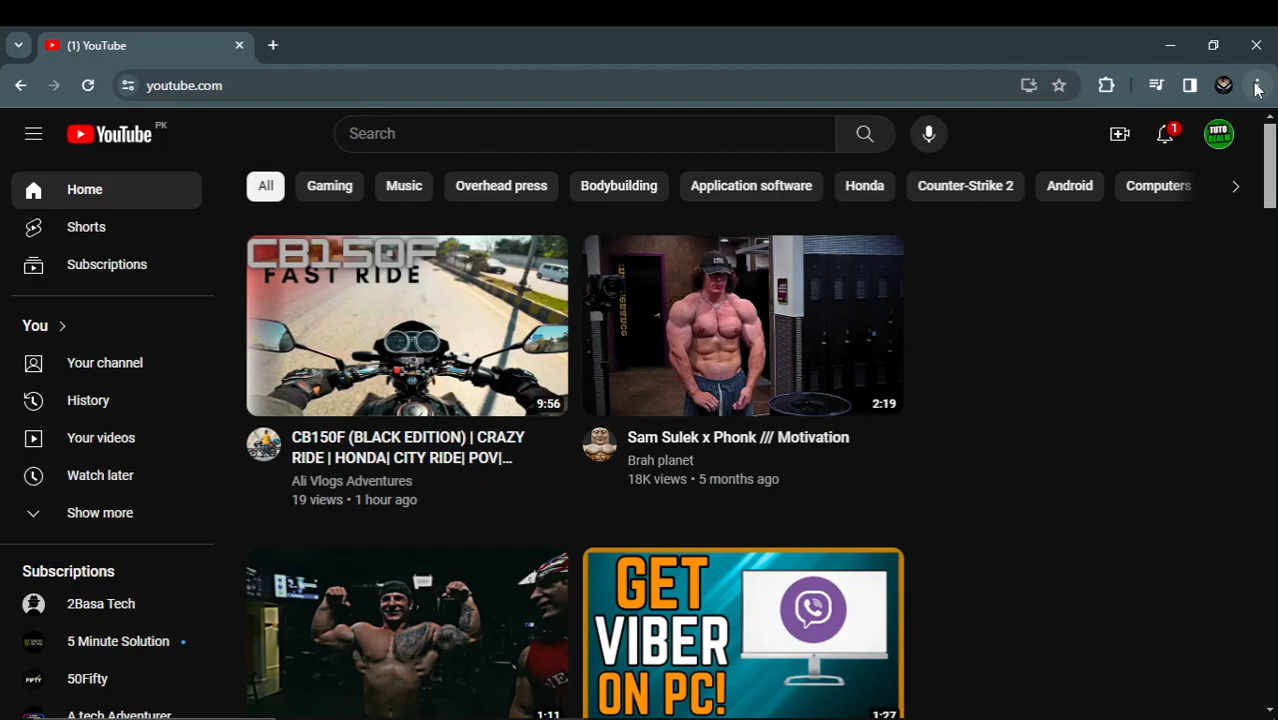 (1) YouTube
youtube.com
YouTube PK
Search
1
TUTO
REALM
Home
Shorts
Subscriptions
You
Your channel
History
Your videos
Watch later
Show more
Subscriptions
2Basa Tech
5 Minute Solution
FIFTY
50Fifty
A tech Adventurer
All
Gaming
Music
Overhead press
Bodybuilding
Application software
Honda
Counter-Strike 2
Android
Computers
CB150F
FAST RIDE
9:56
CB150F (BLACK EDITION) | CRAZY
RIDE | HONDA| CITY RIDE| POV|...
Ali Vlogs Adventures
19 views • 1 hour ago
2:19
Sam Sulek x Phonk /// Motivation
Brah planet
18K views • 5 months ago
1:11
GET
VIBER
ON PC!
1:27